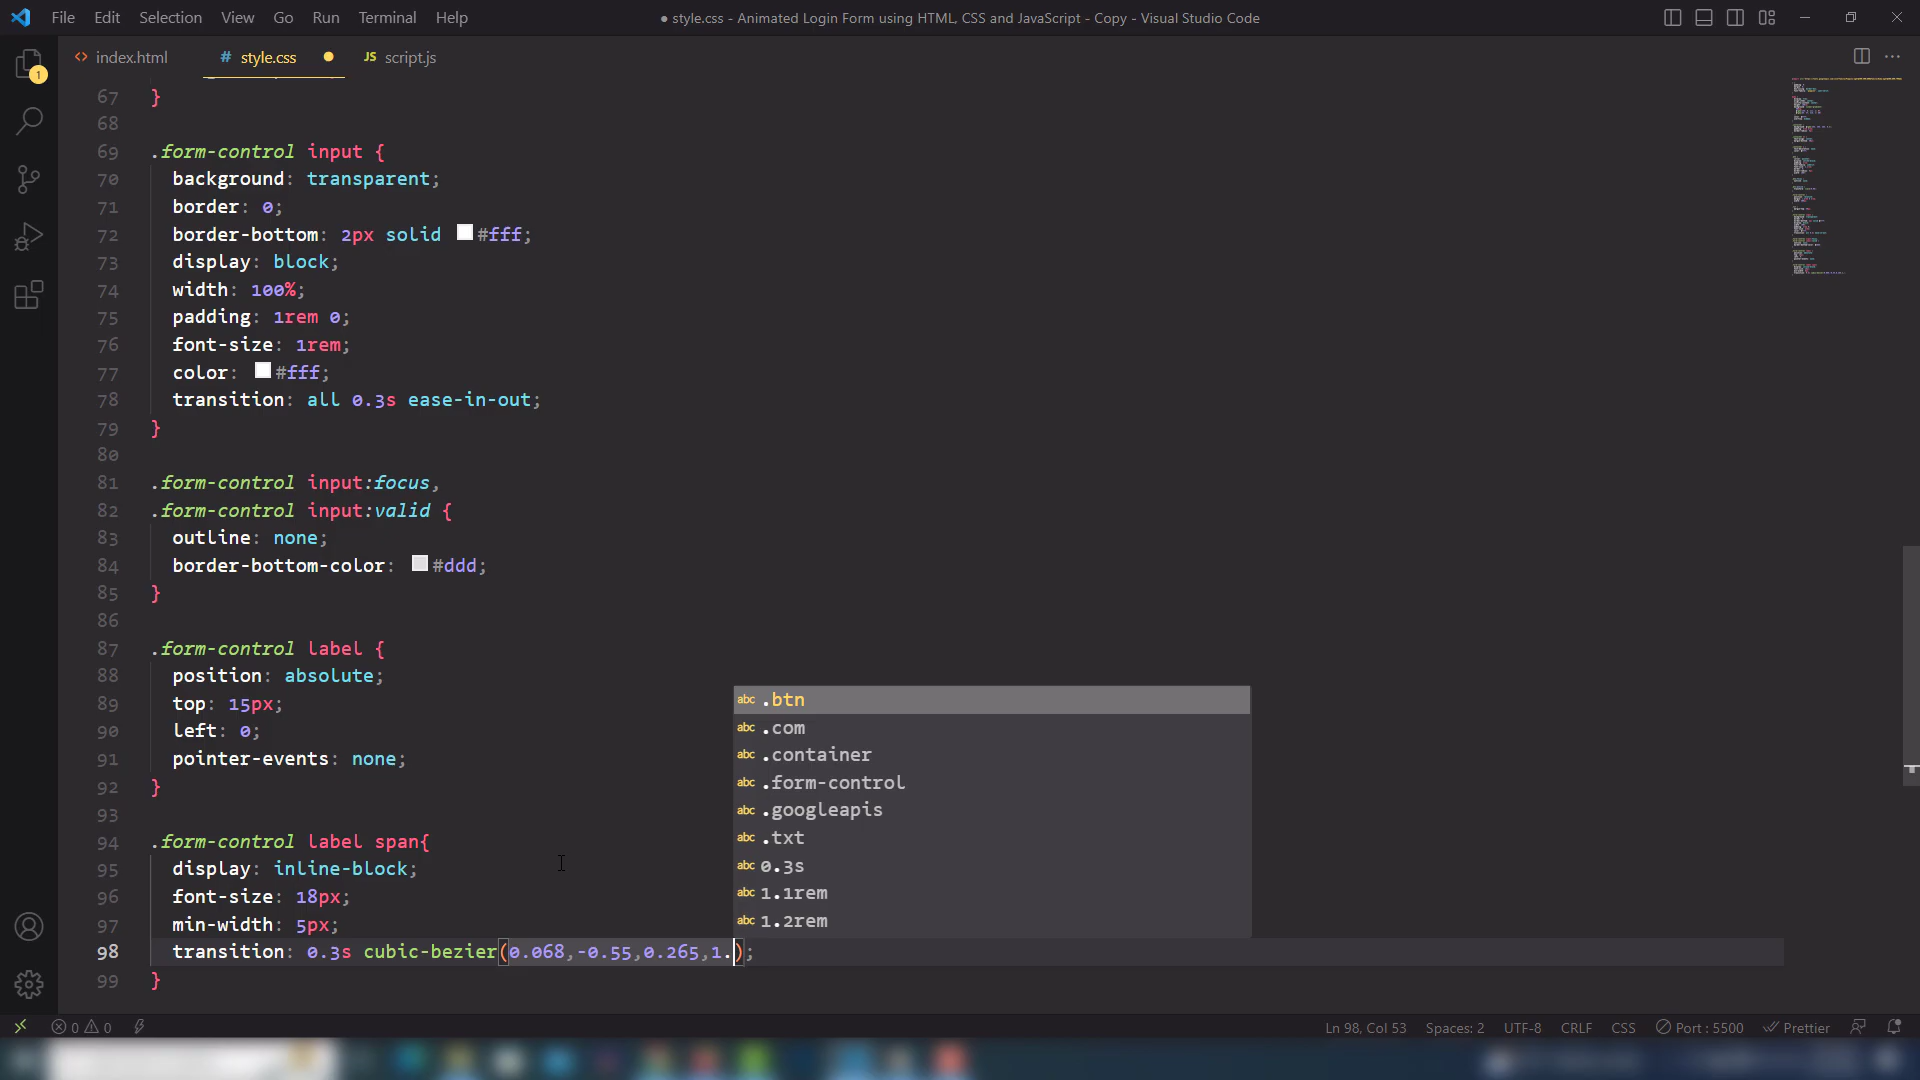 File Edit Selection View Go Run Terminal Help
● style.css - Animated Login Form using HTML, CSS and JavaScript - Copy - Visual Studio Code
<> index.html # style.css JS script.js
1
67 }
68
69 .form-control input {
70 background: transparent;
71 border: 0;
72 border-bottom: 2px solid #fff;
73 display: block;
74 width: 100%;
75 padding: 1rem 0;
76 font-size: 1rem;
77 color: #fff;
78 transition: all 0.3s ease-in-out;
79 }
80
81 .form-control input:focus,
82 .form-control input:valid {
83 outline: none;
84 border-bottom-color: #ddd;
85 }
86
87 .form-control label {
88 position: absolute;
89 top: 15px;
90 left: 0;
91 pointer-events: none;
92 }
93
94 .form-control label span{
95 display: inline-block;
96 font-size: 18px;
97 min-width: 5px;
98 transition: 0.3s cubic-bezier(0.068,-0.55,0.265,1.);
99 }
abc .btn
abc .com
abc .container
abc .form-control
abc .googleapis
abc .txt
abc 0.3s
abc 1.1rem
abc 1.2rem
0 0 Ln 98, Col 53 Spaces: 2 UTF-8 CRLF CSS Port : 5500 Prettier